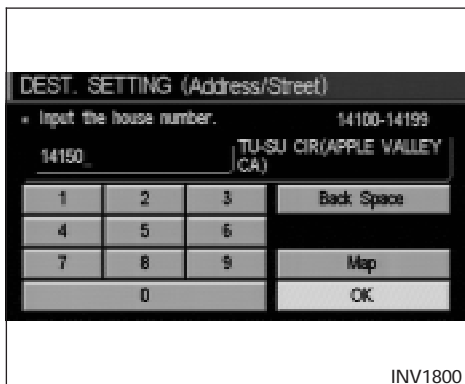 DEST. SETTING (Address/Street)
▪ Input the house number. 14100-14199
14150_ TU-SU CIR(APPLE VALLEY
CA)
1 2 3 Back Space
4 5 6
7 8 9 Map
0 OK
INV1800